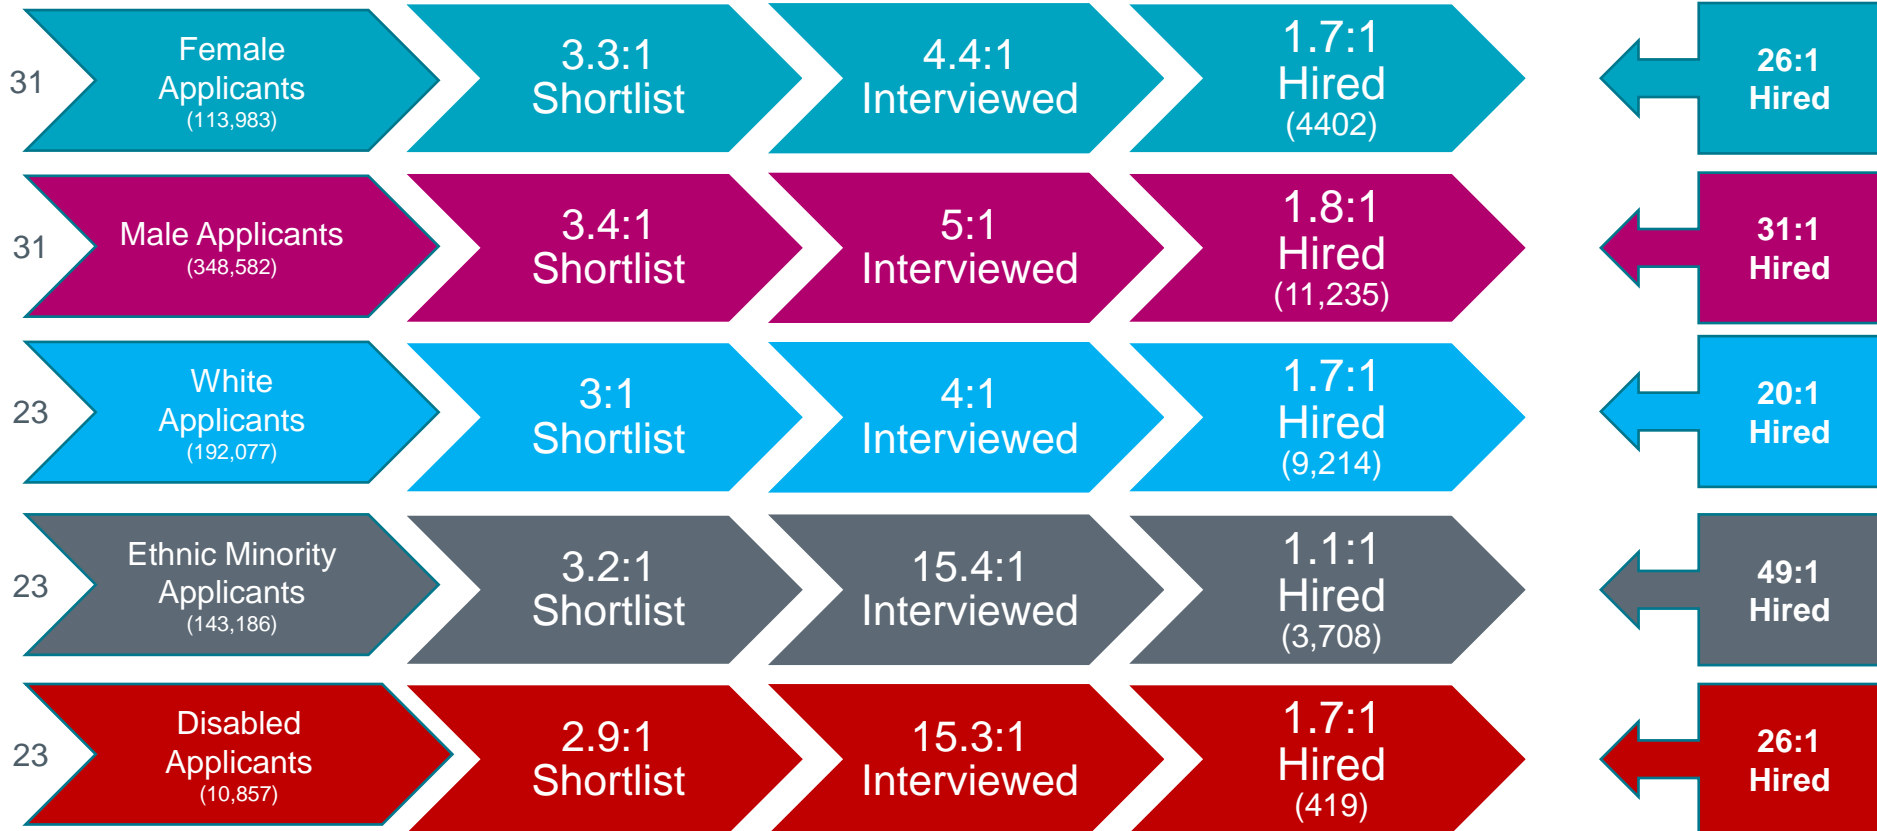 31
Female
Applicants
(113,983)
3.3:1
Shortlist
4.4:1
Interviewed
1.7:1
Hired
(4402)
26:1
Hired
31
Male Applicants
(348,582)
3.4:1
Shortlist
5:1
Interviewed
1.8:1
Hired
(11,235)
31:1
Hired
23
White
Applicants
(192,077)
3:1
Shortlist
4:1
Interviewed
1.7:1
Hired
(9,214)
20:1
Hired
23
Ethnic Minority
Applicants
(143,186)
3.2:1
Shortlist
15.4:1
Interviewed
1.1:1
Hired
(3,708)
49:1
Hired
23
Disabled
Applicants
(10,857)
2.9:1
Shortlist
15.3:1
Interviewed
1.7:1
Hired
(419)
26:1
Hired